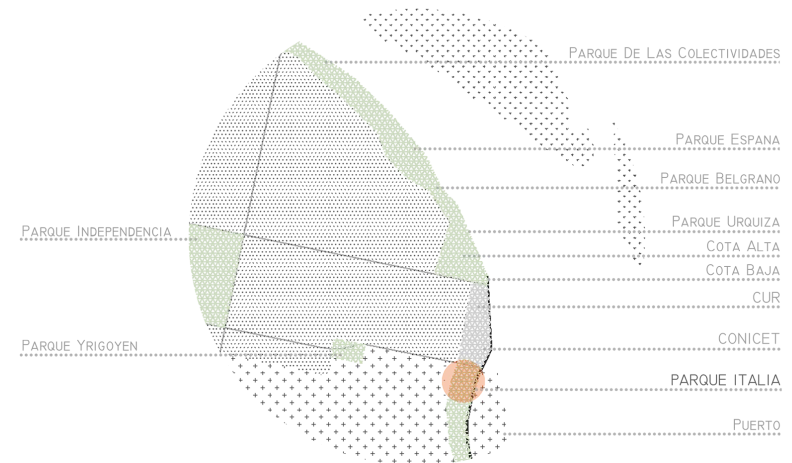 Parque De Las Colectividades
Parque Espana
Parque Belgrano
Parque Urquiza
Parque Independencia
Cota Alta
Cota Baja
CUR
CONICET
Parque Yrigoyen
PARQUE ITALIA
Puerto